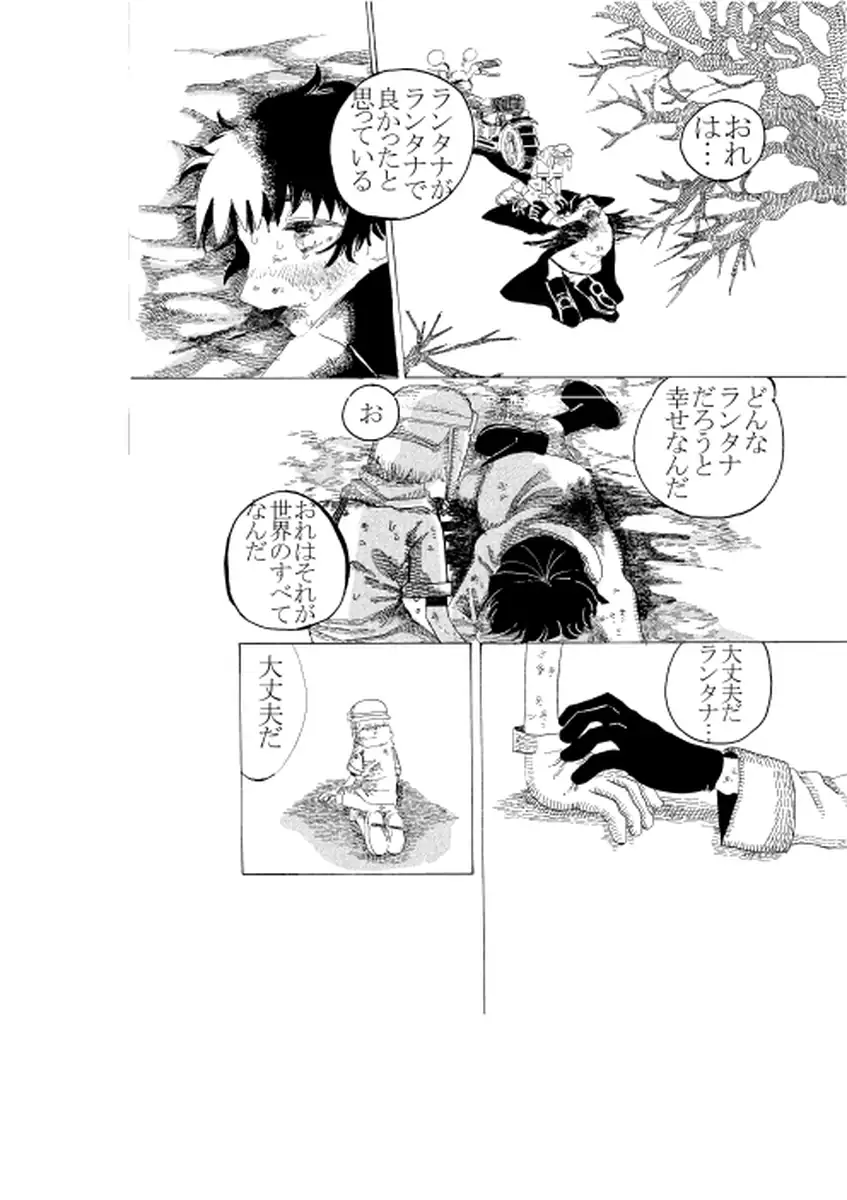 おれ
は…
ランタナが
ランタナで
良かったと
思っている
どんな
ランタナ
だろうと
幸せなんだ
お
おれはそれが
世界のすべて
なんだ
大丈夫だ
ランタナ…
大丈夫だ